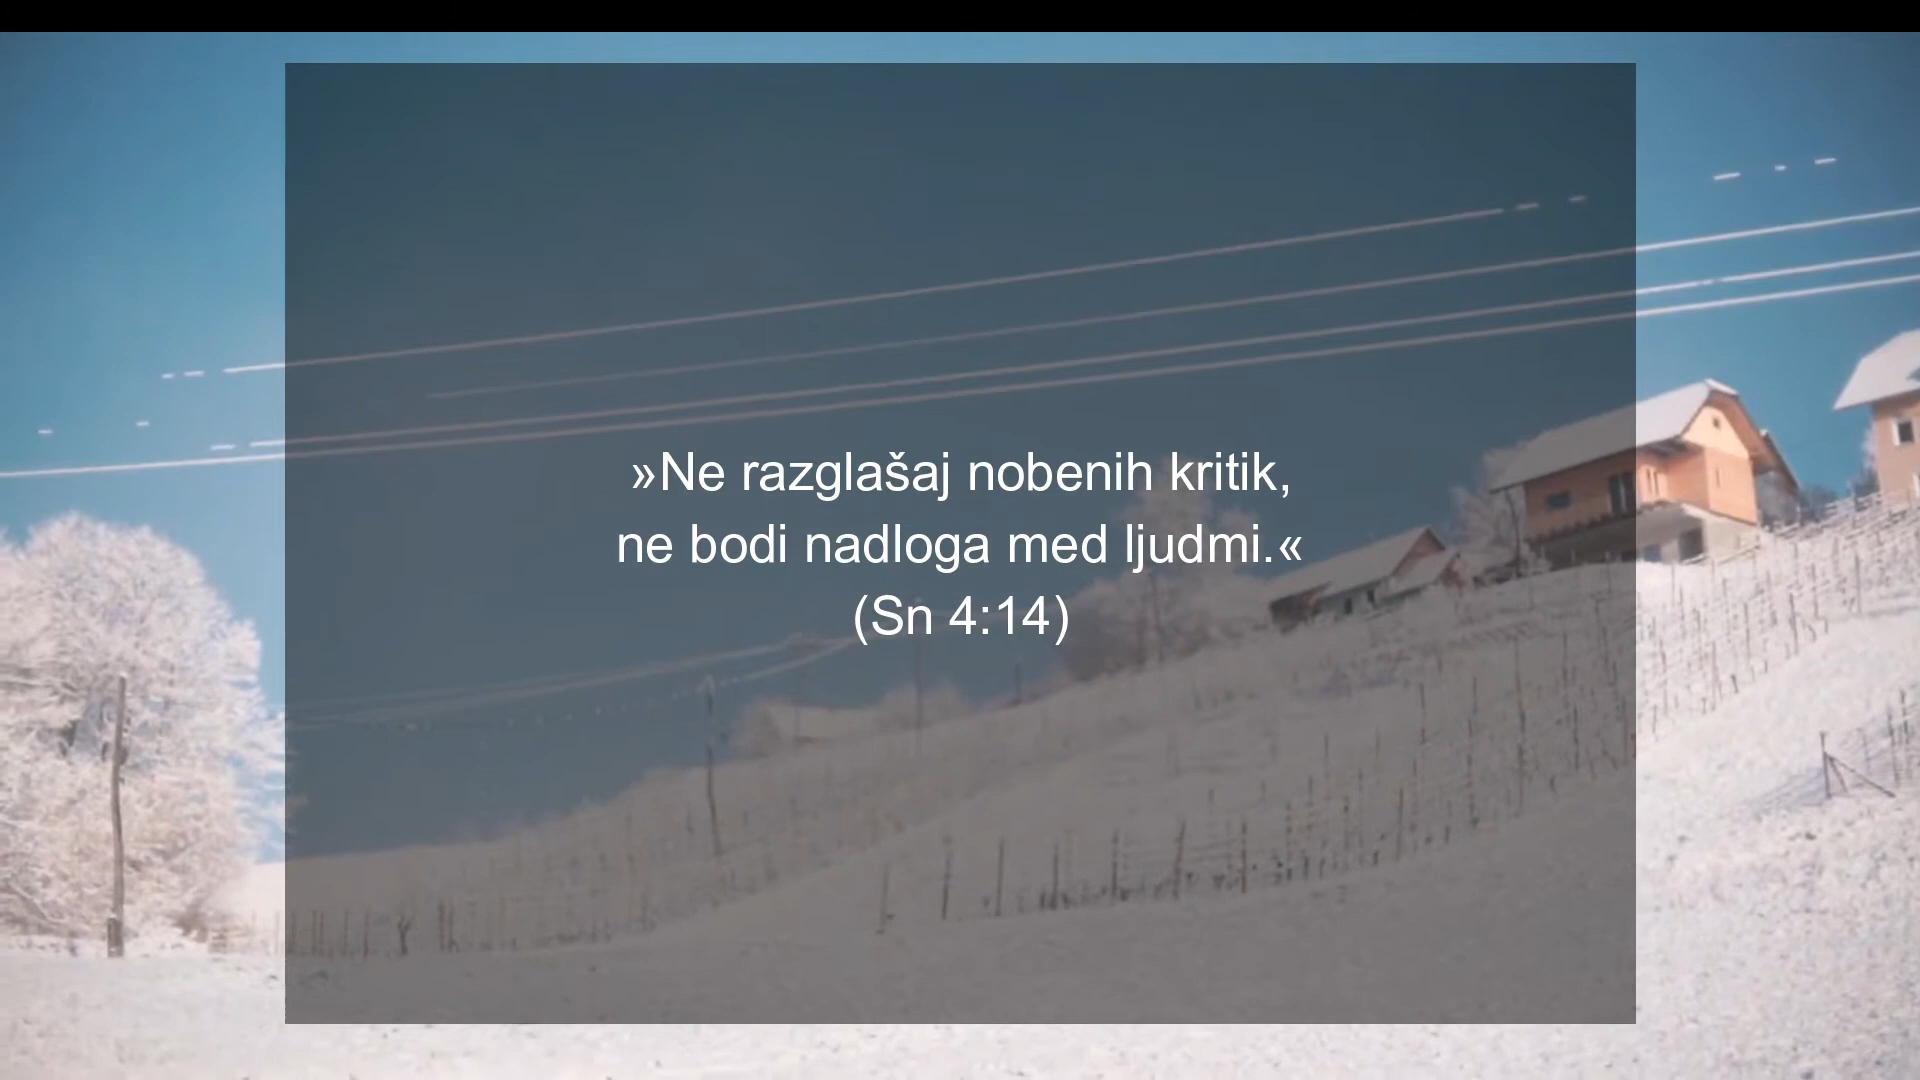 »Ne razglašaj nobenih kritik,
ne bodi nadloga med ljudmi.«
(Sn 4:14)